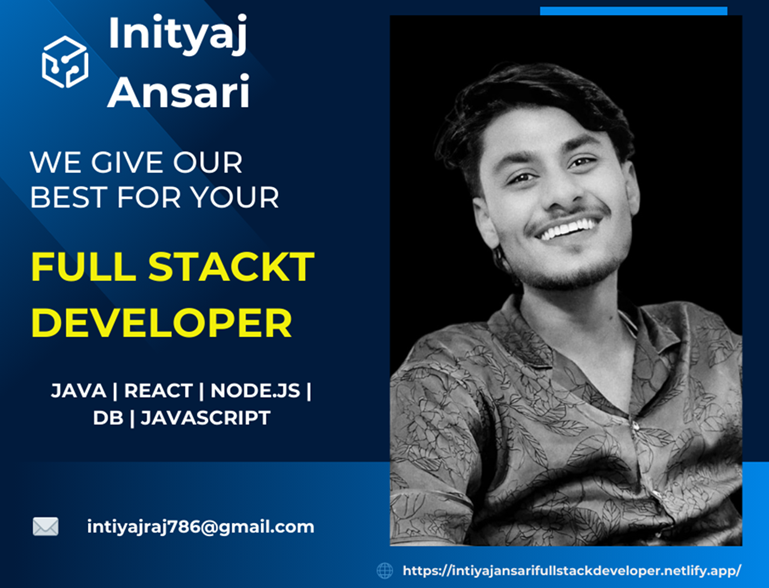 Inityaj
Ansari
WE GIVE OUR
BEST FOR YOUR
FULL STACKT
DEVELOPER
JAVA | REACT | NODE.JS |
DB | JAVASCRIPT
intiyajraj786@gmail.com
https://intiyajansarifullstackdeveloper.netlify.app/